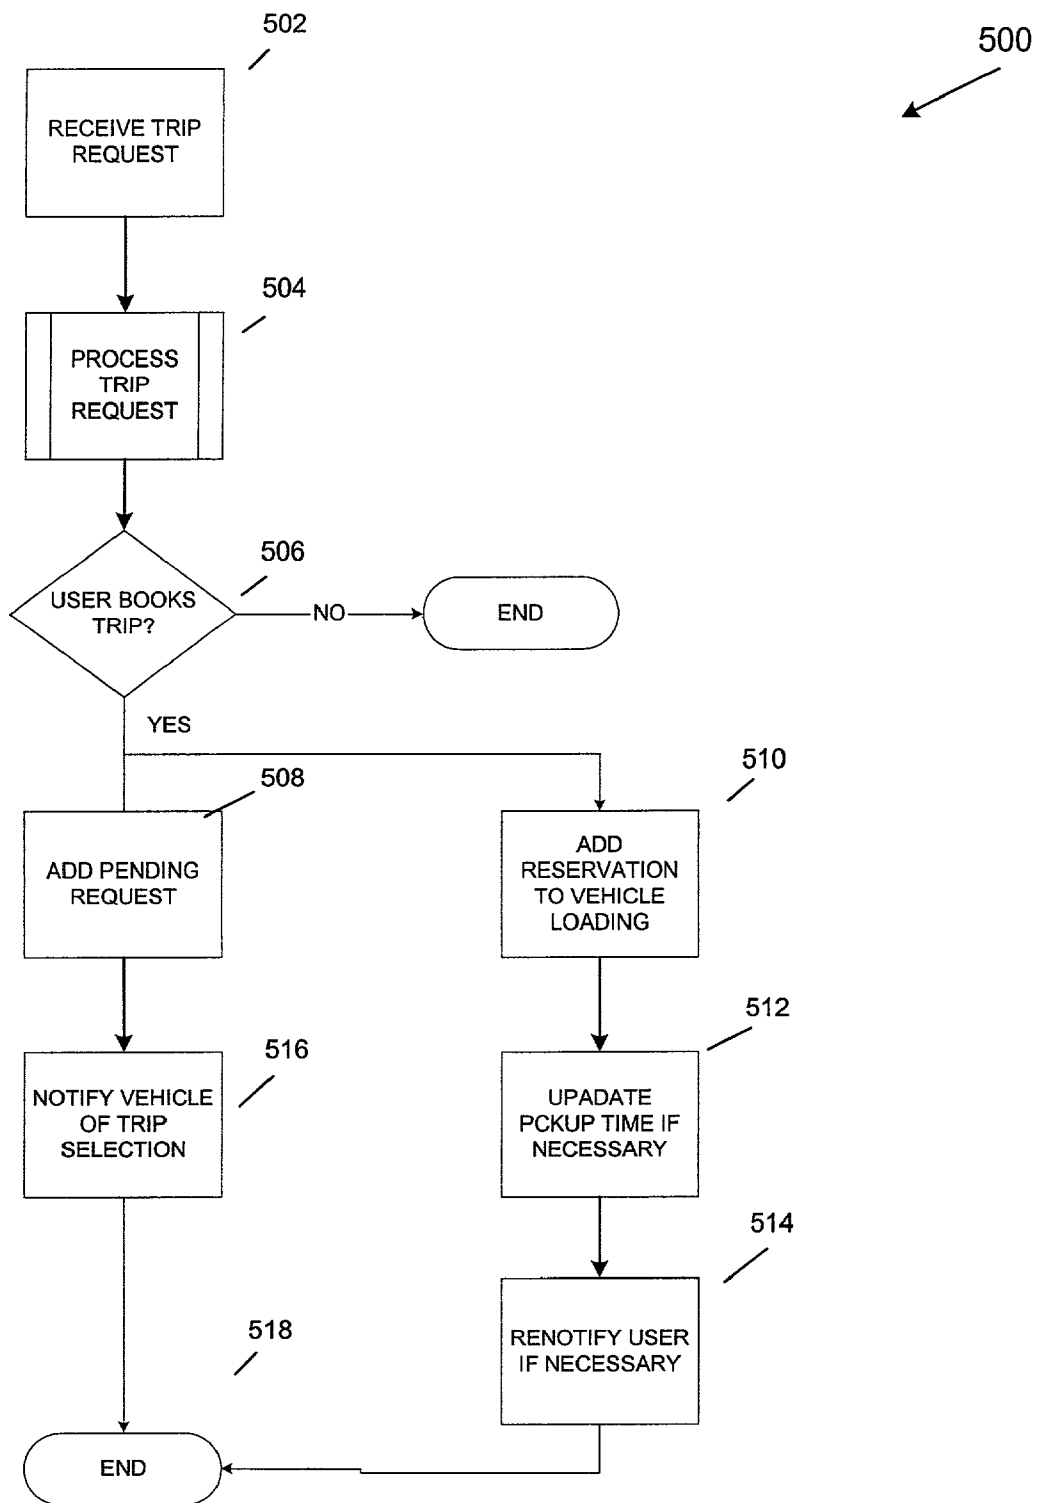 502
500
RECEIVE TRIP
REQUEST
504
PROCESS
TRIP
REQUEST
506
USER BOOKS
TRIP?
NO
END
YES
508
510
ADD PENDING
REQUEST
ADD
RESERVATION
TO VEHICLE
LOADING
516
512
NOTIFY VEHICLE
OF TRIP
SELECTION
UPADATE
PCKUP TIME IF
NECESSARY
514
RENOTIFY USER
IF NECESSARY
518
END